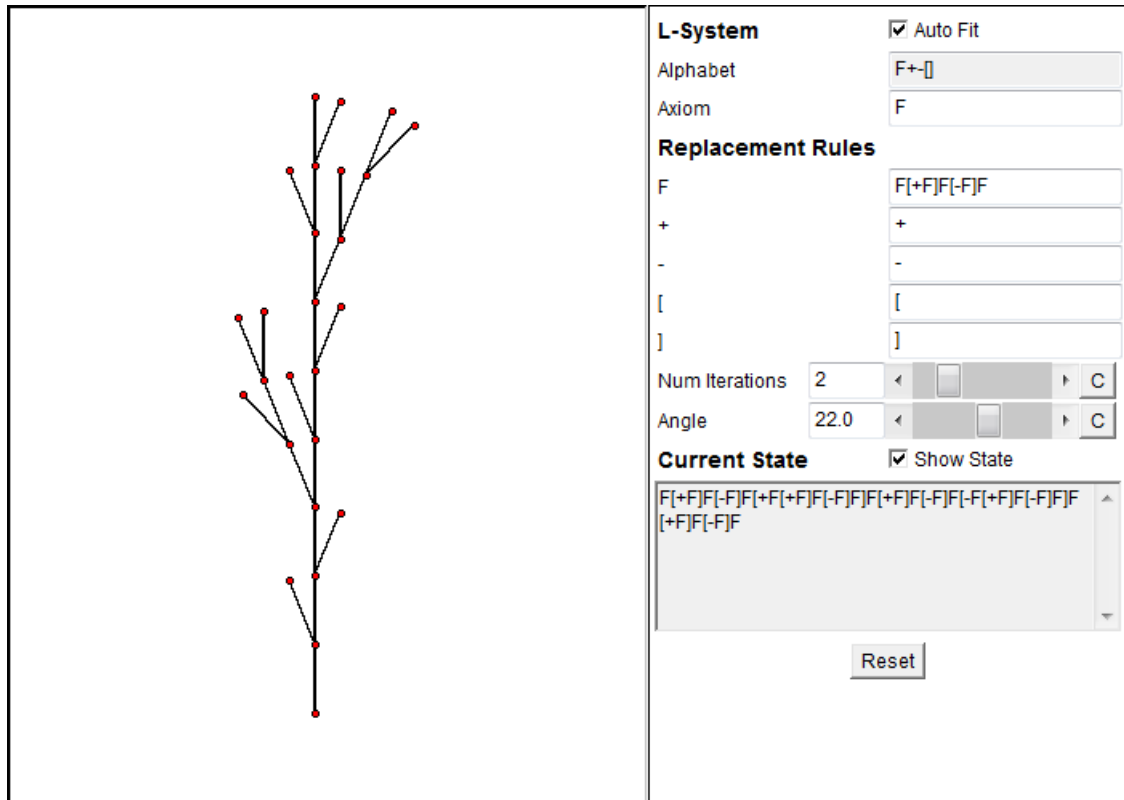 L-System Auto Fit
Alphabet F+-[]
Axiom F
Replacement Rules
F F[+F]F[-F]F
+ +
- -
[ [
] ]
Num Iterations 2 C
Angle 22.0 C
Current State Show State
F[+F]F[-F]F[+F[+F]F[-F]F]F[+F]F[-F]F[-F[+F]F[-F]F]F
[+F]F[-F]F
Reset